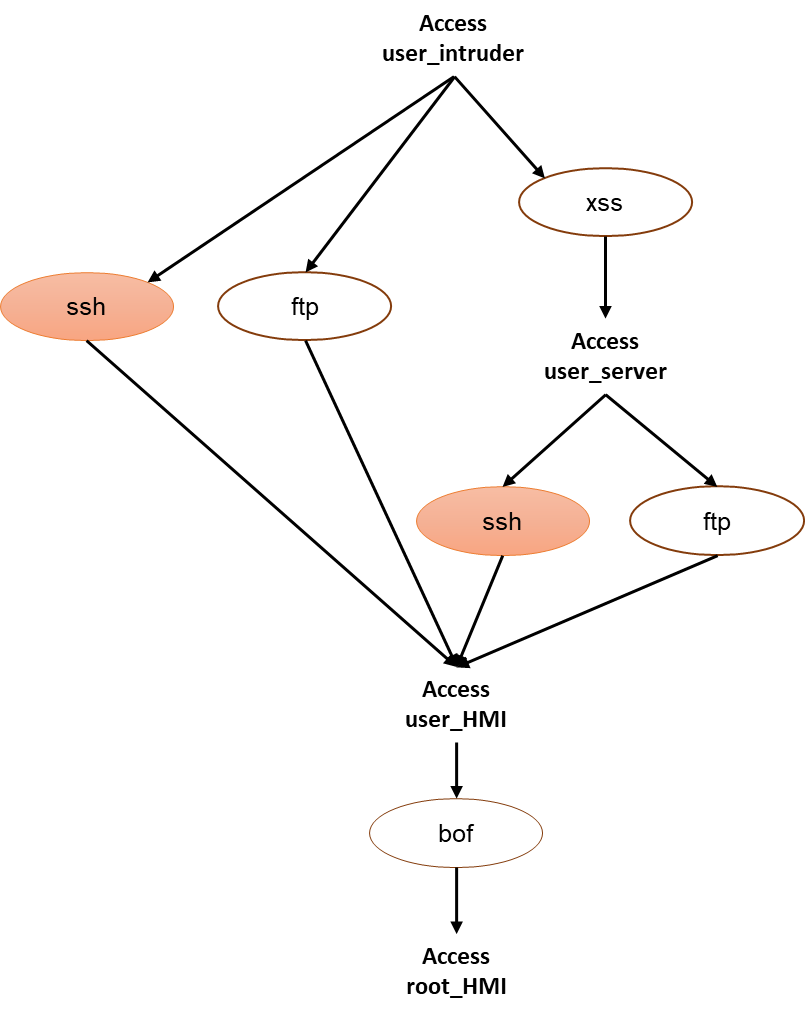 Access
user_intruder
xss
ssh
ftp
Access
user_server
ssh
ftp
Access
user_HMI
bof
Access
root_HMI